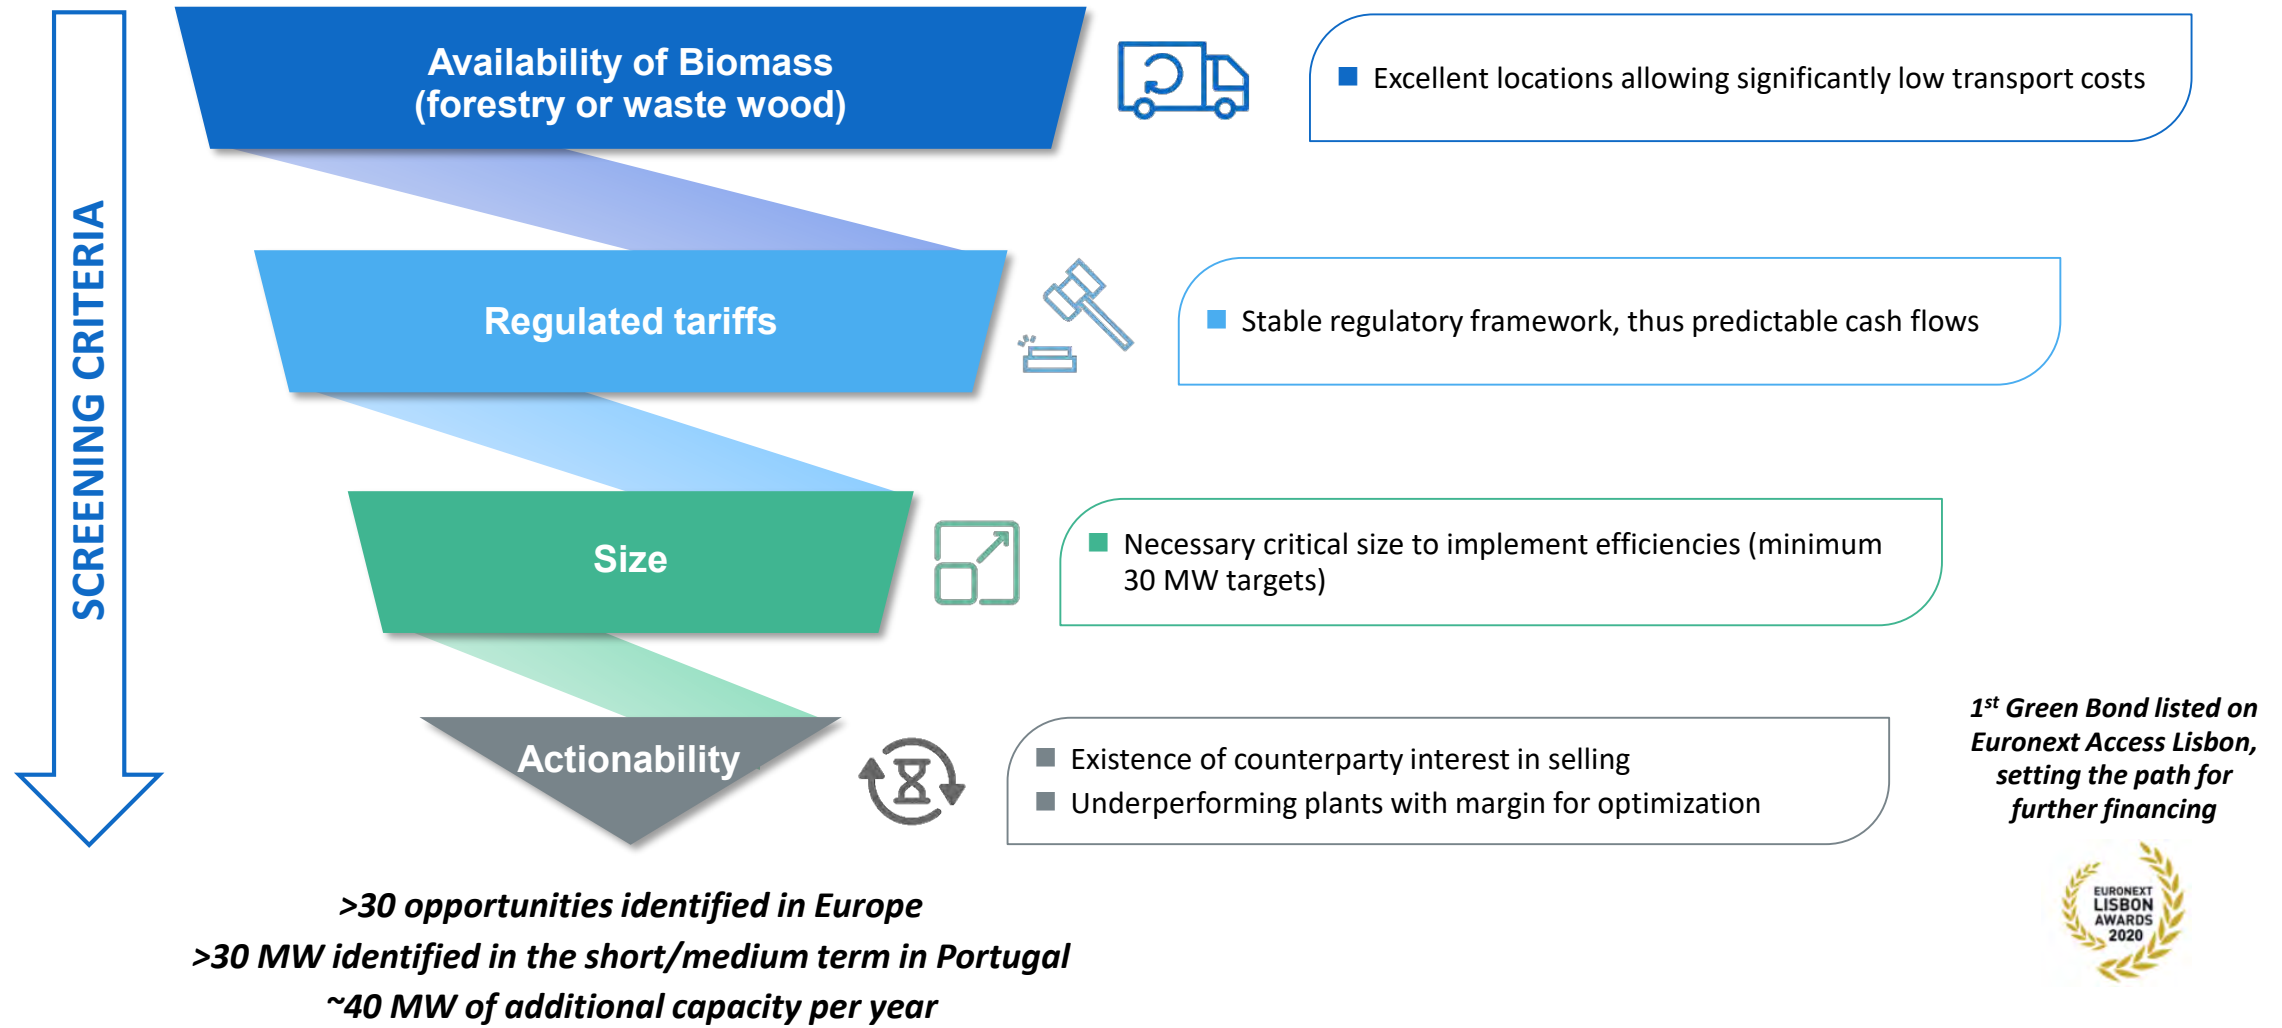 SCREENING CRITERIA
Availability of Biomass
(forestry or waste wood)
Excellent locations allowing significantly low transport costs
Regulated tariffs
Stable regulatory framework, thus predictable cash flows
Size
Necessary critical size to implement efficiencies (minimum
30 MW targets)
Actionability
Existence of counterparty interest in selling
Underperforming plants with margin for optimization
1st Green Bond listed on
Euronext Access Lisbon,
setting the path for
further financing
EURONEXT
LISBON
AWARDS
2020
>30 opportunities identified in Europe
>30 MW identified in the short/medium term in Portugal
~40 MW of additional capacity per year